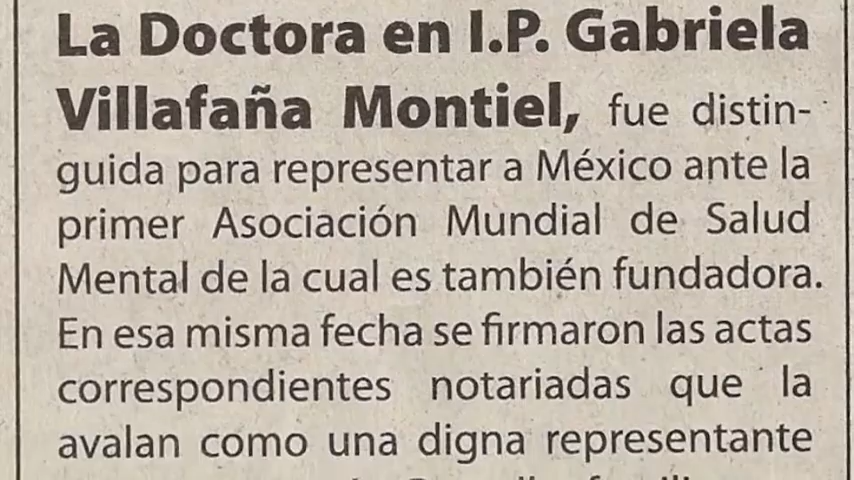 La Doctora en I.P. Gabriela
Villafaña Montiel, fue distin-
guida para representar a México ante la
primer Asociación Mundial de Salud
Mental de la cual es también fundadora.
En esa misma fecha se firmaron las actas
correspondientes notariadas que la
avalan como una digna representante